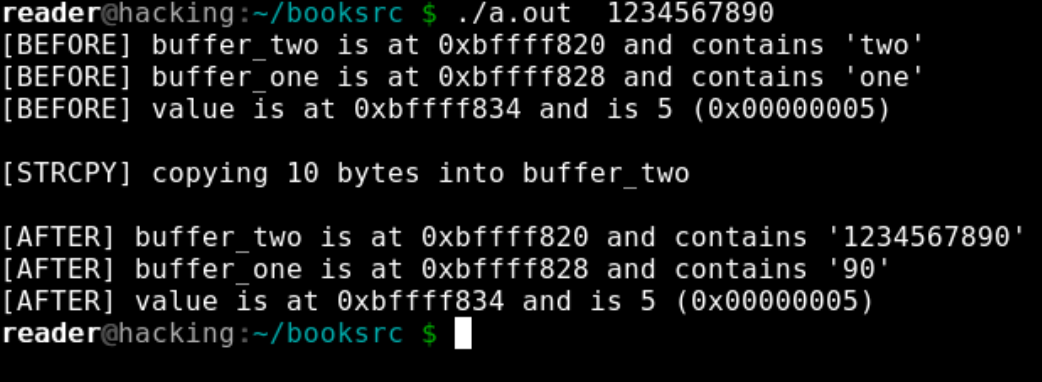 reader@hacking:~/booksrc $ ./a.out  1234567890
[BEFORE] buffer_two is at 0xbffff820 and contains 'two'
[BEFORE] buffer_one is at 0xbffff828 and contains 'one'
[BEFORE] value is at 0xbffff834 and is 5 (0x00000005)
[STRCPY] copying 10 bytes into buffer_two
[AFTER] buffer_two is at 0xbffff820 and contains '1234567890'
[AFTER] buffer_one is at 0xbffff828 and contains '90'
[AFTER] value is at 0xbffff834 and is 5 (0x00000005)
reader@hacking:~/booksrc $